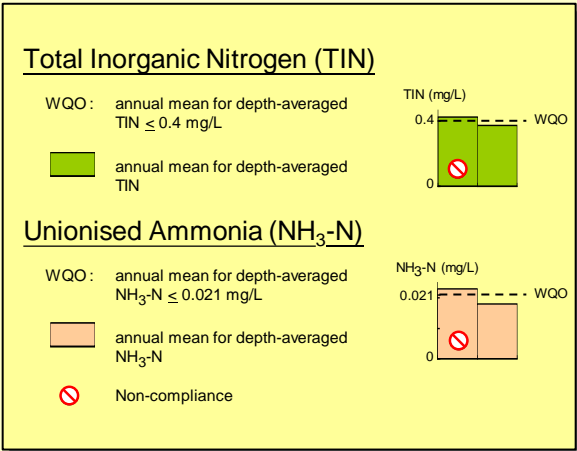 Total Inorganic Nitrogen (TIN)
WQO : annual mean for depth-averaged
TIN ≤ 0.4 mg/L
annual mean for depth-averaged
TIN
TIN (mg/L)
0.4
WQO
0
Unionised Ammonia (NH3-N)
WQO : annual mean for depth-averaged
NH3-N ≤ 0.021 mg/L
annual mean for depth-averaged
NH3-N
Non-compliance
NH3-N (mg/L)
0.021
WQO
0